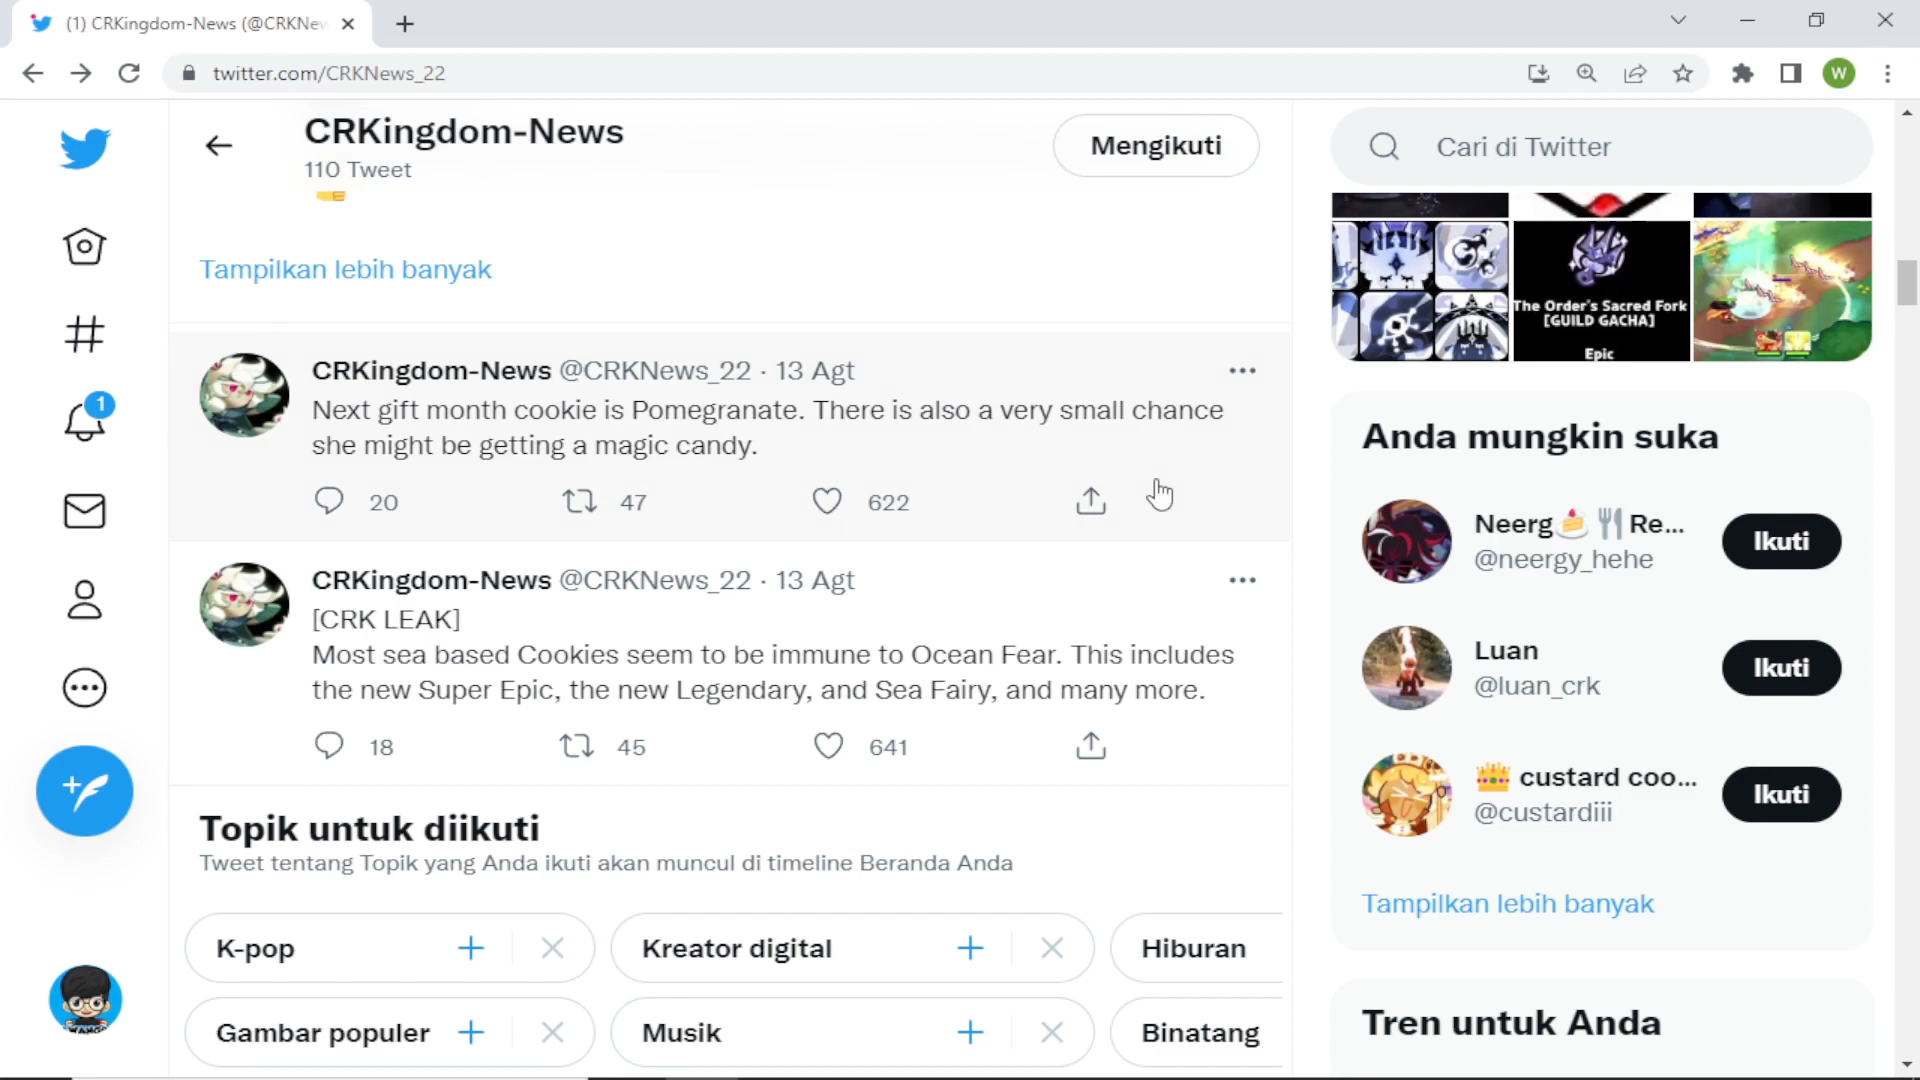 (1) CRKingdom-News (@CRKNew
twitter.com/CRKNews_22
W
CRKingdom-News
110 Tweet
Mengikuti
Cari di Twitter
Tampilkan lebih banyak
The Order's Sacred Fork
[GUILD GACHA]
Epic
CRKingdom-News @CRKNews_22 · 13 Agt
Next gift month cookie is Pomegranate. There is also a very small chance
she might be getting a magic candy.
20 47 622
1
CRKingdom-News @CRKNews_22 · 13 Agt
[CRK LEAK]
Most sea based Cookies seem to be immune to Ocean Fear. This includes
the new Super Epic, the new Legendary, and Sea Fairy, and many more.
18 45 641
Topik untuk diikuti
Tweet tentang Topik yang Anda ikuti akan muncul di timeline Beranda Anda
K-pop
Kreator digital
Hiburan
Gambar populer
Musik
Binatang
Anda mungkin suka
Neerg🍰🍴Re...
@neergy_hehe
Ikuti
Luan
@luan_crk
Ikuti
👑 custard coo...
@custardiii
Ikuti
Tampilkan lebih banyak
Tren untuk Anda